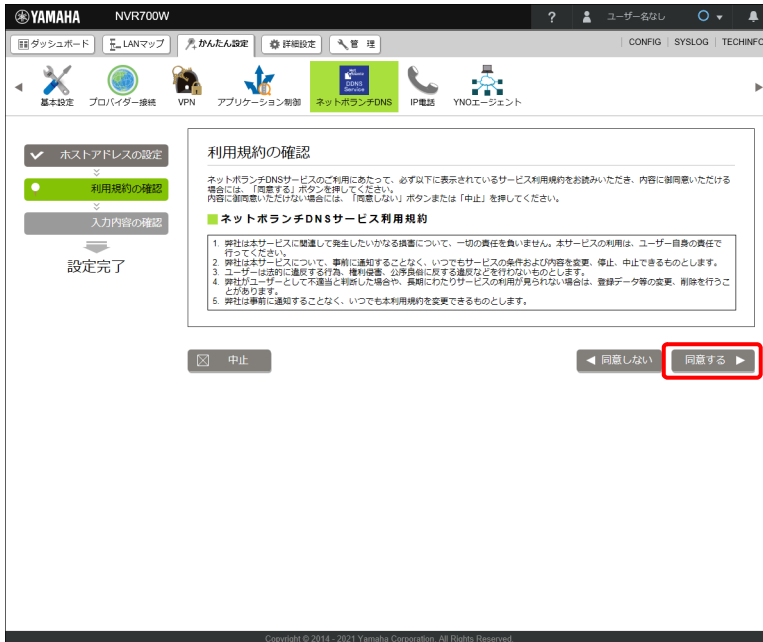 YAMAHA NVR700W ? ユーザーなし
ダッシュボード LANマップ かんたん設定 詳細設定 管 理 CONFIG SYSLOG TECHINFO
基本設定 プロバイダー接続 VPN アプリケーション制御 ネットボランチDNS IP電話 YNOエージェント
DDNS
Service
ホストアドレスの設定
利用規約の確認
入力内容の確認
設定完了
利用規約の確認
ネットボランチDNSサービスのご利用にあたって、必ず以下に表示されているサービス利用規約をお読みいただき、内容に御同意いただける
場合には、「同意する」ボタンを押してください。
内容に御同意いただけない場合には、「同意しない」ボタンまたは「中止」を押してください。
ネットボランチDNSサービス利用規約
1. 弊社は本サービスに関連して発生したいかなる損害について、一切の責任を負いません。本サービスの利用は、ユーザー自身の責任で
行ってください。
2. 弊社は本サービスについて、事前に通知することなく、いつでもサービスの条件および内容を変更、停止、中止できるものとします。
3. ユーザーは法的に違反する行為、権利侵害、公序良俗に反する違反などを行わないものとします。
4. 弊社がユーザーとして不適当と判断した場合や、長期にわたりサービスの利用が見られない場合は、登録データ等の変更、削除を行うこ
とがあります。
5. 弊社は事前に通知することなく、いつでも本利用規約を変更できるものとします。
中止 同意しない 同意する
Copyright © 2014 - 2021 Yamaha Corporation. All Rights Reserved.